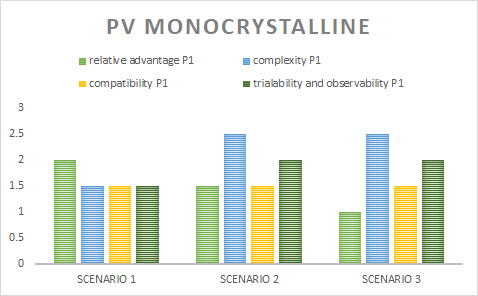 PV MONOCRYSTALLINE
relative advantage P1
complexity P1
compatibility P1
trialability and observability P1
3
2.5
2
1.5
1
0.5
0
SCENARIO 1
SCENARIO 2
SCENARIO 3